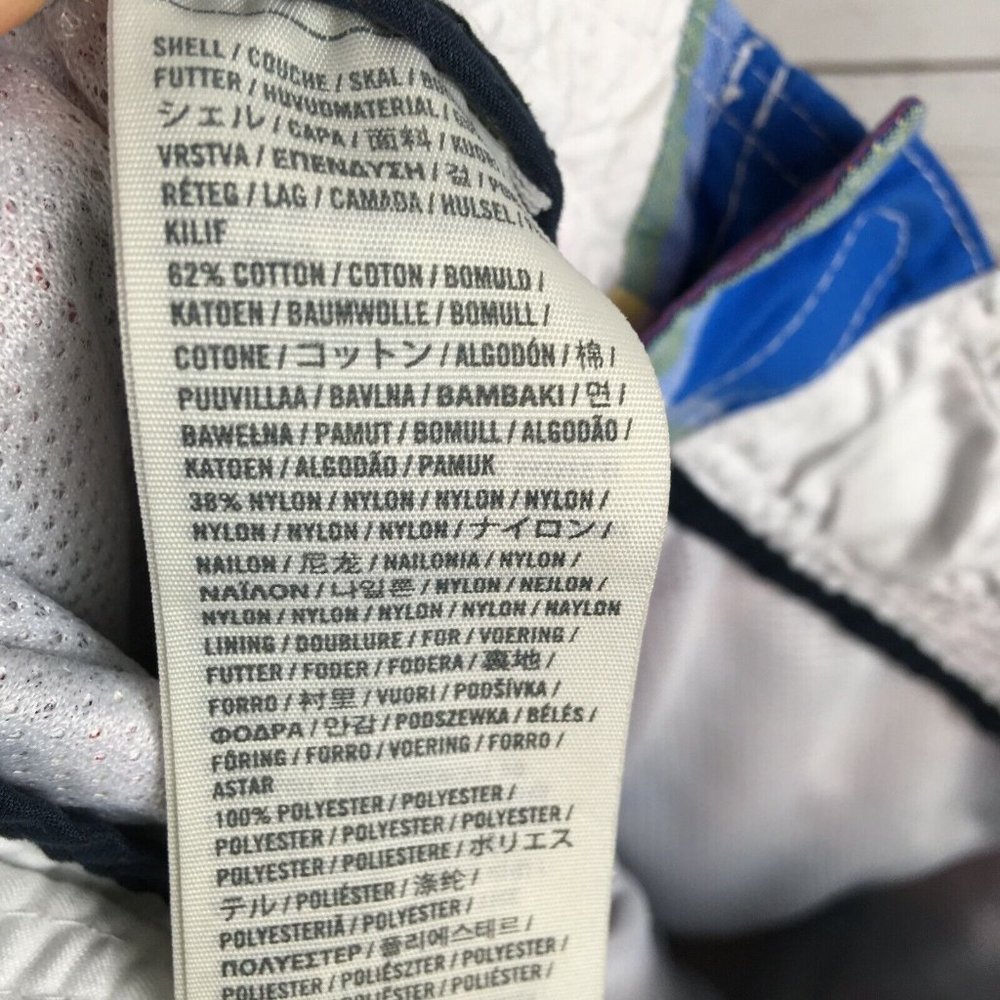 SHELL / COUCHE / SKAL /
FUTTER / HUVUDMATERIAL /
シェル / CAPA / 面料 /
VRSTVA / ΕΠΕΝΔΥΣΗ / 겉 /
RÉTEG / LAG / CAMADA / HULSEL /
KILIF
62% COTTON / COTON / BOMULD /
KATOEN / BAUMWOLLE / BOMULL /
COTONE / コットン / ALGODÓN / 棉 /
PUUVILLAA / BAVLNA / ΒΑΜΒΑΚΙ / 면 /
BAWEŁNA / PAMUT / BOMULL / ALGODÃO /
KATOEN / ALGODÃO / PAMUK
38% NYLON / NYLON / NYLON / NYLON /
NYLON / NYLON / NYLON / ナイロン /
NAILON / 尼龙 / NAILONIA / NYLON /
ΝΑΪΛΟΝ / 나일론 / NYLON / NEJLON /
NYLON / NYLON / NYLON / NYLON / NAYLON
LINING / DOUBLURE / FOR / VOERING /
FUTTER / FODER / FODERA / 裏地 /
FORRO / 衬里 / VUORI / PODŠÍVKA /
ΦΟΔΡΑ / 안감 / PODSZEWKA / BÉLÉS /
FÔRING / FORRO / VOERING / FORRO /
ASTAR
100% POLYESTER / POLYESTER /
POLYESTER / POLYESTER / POLYESTER /
POLYESTER / POLIESTERE / ポリエス
テル / POLIÉSTER / 涤纶 /
POLYESTERIÄ / POLYESTER /
ΠΟΛΥΕΣΤΕΡ / 폴리에스테르 /
POLIESTER / POLIÉSZTER / POLYESTER /
POLIÉSTER / POLYESTER / POLIÉSTER /